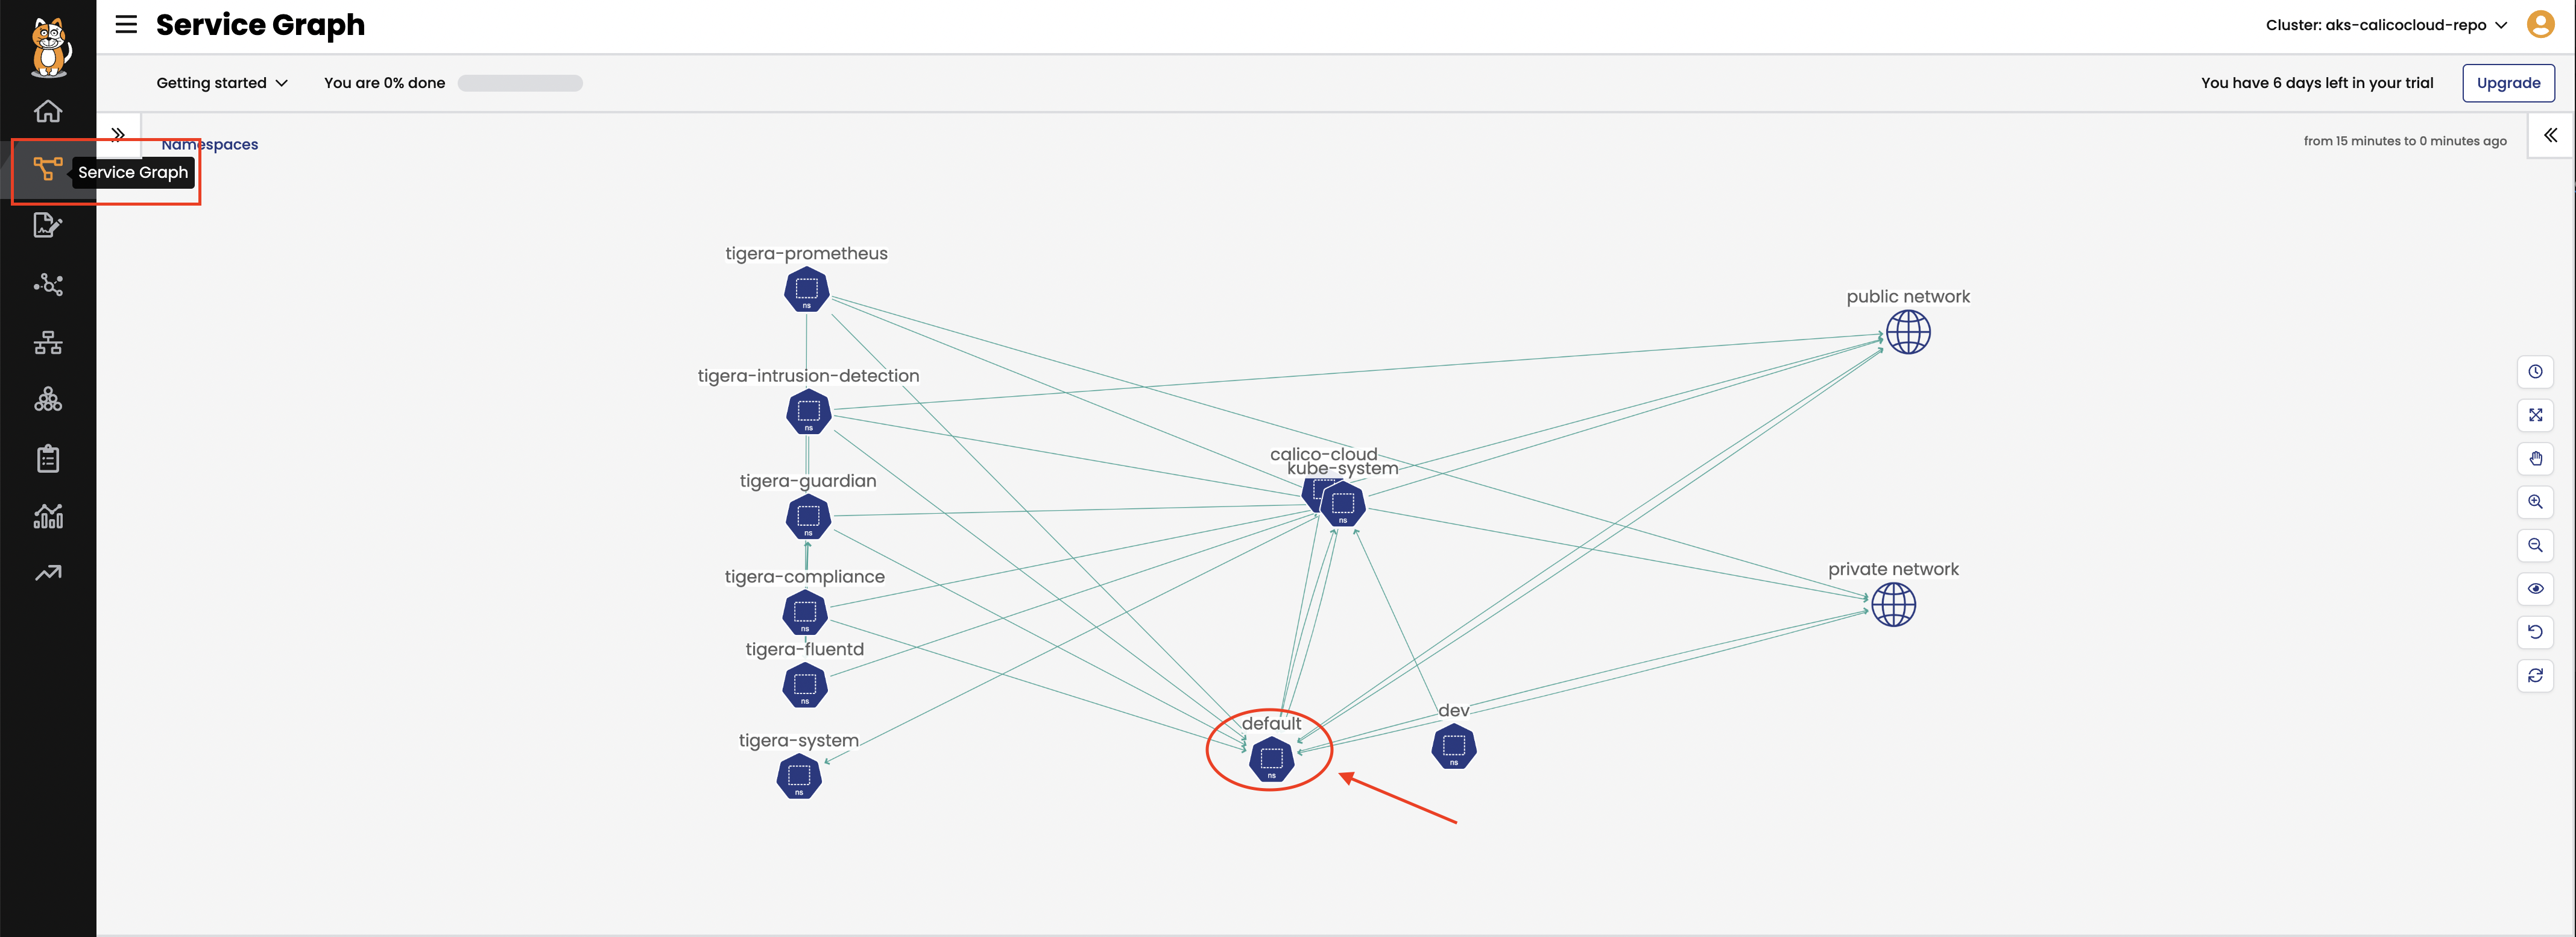 Service Graph
Cluster: aks-calicocloud-repo
Getting started
You are 0% done
You have 6 days left in your trial
Upgrade
Namespaces
from 15 minutes to 0 minutes ago
Service Graph
tigera-prometheus
ns
public network
tigera-intrusion-detection
ns
calico-cloud
kube-system
ns
tigera-guardian
ns
tigera-compliance
ns
private network
tigera-fluentd
ns
default
ns
dev
ns
tigera-system
ns